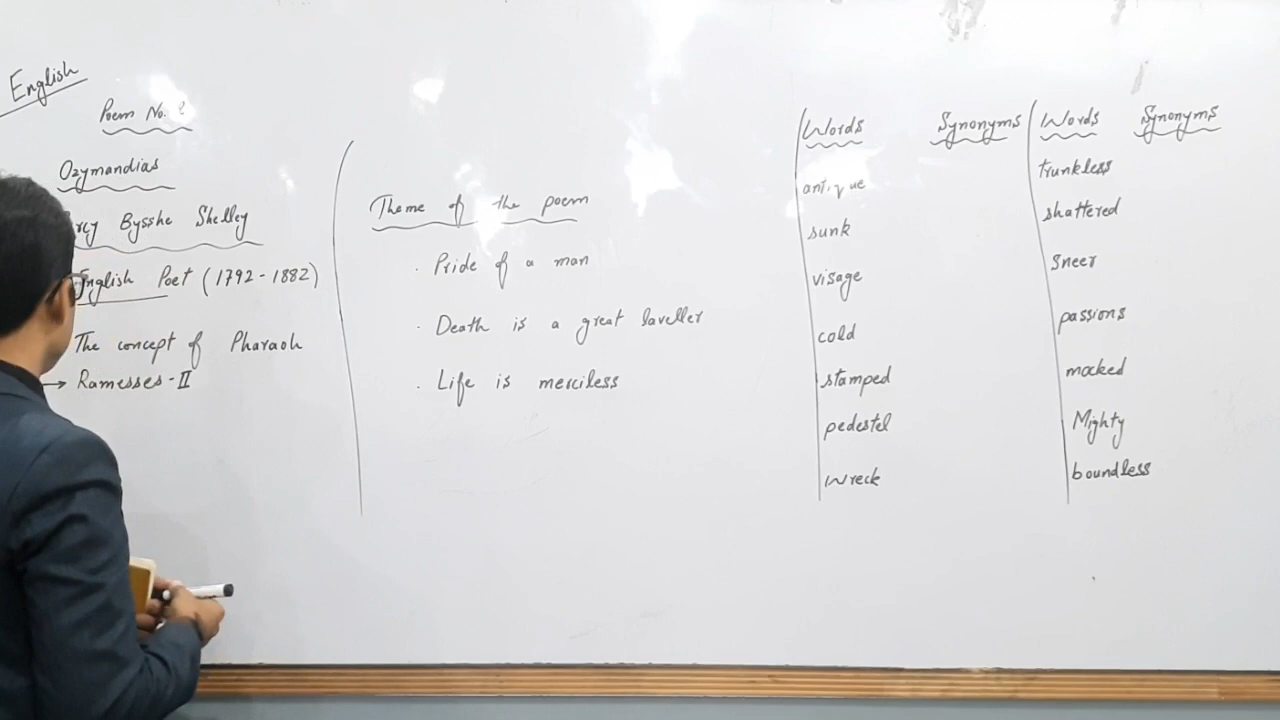 English
Poem No.
Ozymandias
Bysshe Shelley
English Poet (1792-1882)
The concept of Pharaoh
→ Ramesses-II
Theme of the poem
· Pride of a man
· Death is a great laveller
· Life is merciless
Words Synonyms
antique
sunk
visage
cold
stamped
pedestel
wreck
Words Synonyms
trunkless
shattered
Sneer
passions
mocked
Mighty
boundless